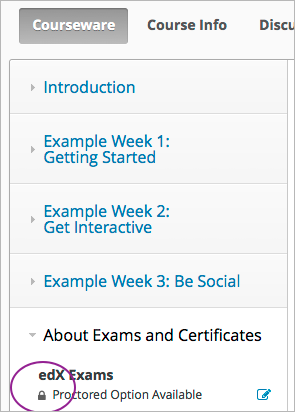 Courseware Course Info Discu
Introduction
Example Week 1:
Getting Started
Example Week 2:
Get Interactive
Example Week 3: Be Social
About Exams and Certificates
edX Exams
Proctored Option Available